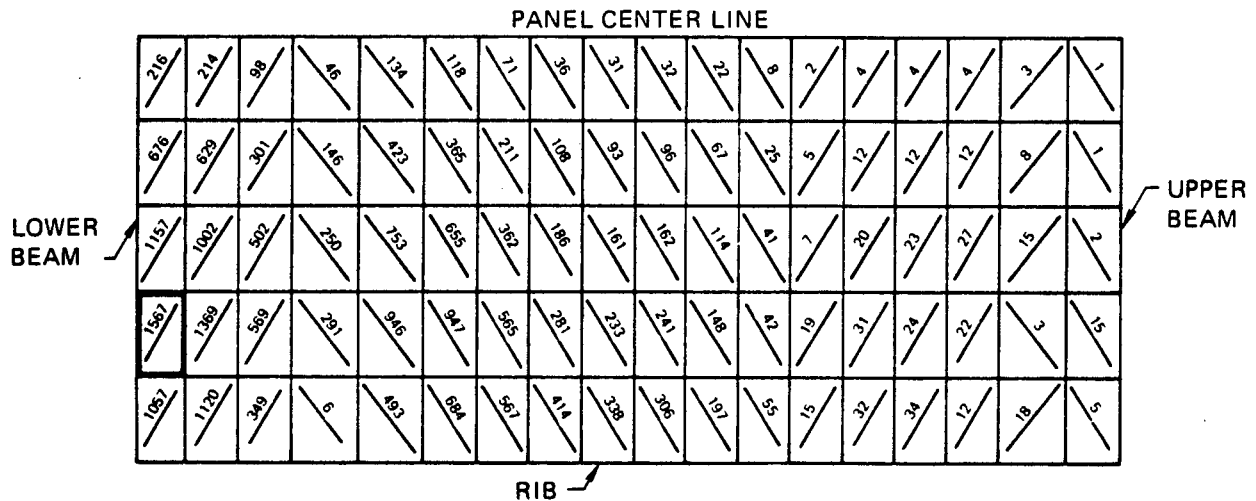 PANEL CENTER LINE
216 214 98 46 134 118 71 36 31 32 22 8 2 4 4 4 3 1
676 629 301 146 423 365 211 108 93 96 67 25 5 12 12 12 8 1
LOWER BEAM
1157 1002 502 250 753 655 362 186 161 162 114 41 7 20 23 27 15 2
UPPER BEAM
1567 1369 569 291 946 947 565 281 233 241 148 42 19 31 24 22 3 15
1057 1120 349 6 493 684 567 414 338 306 197 55 15 32 34 12 18 5
RIB